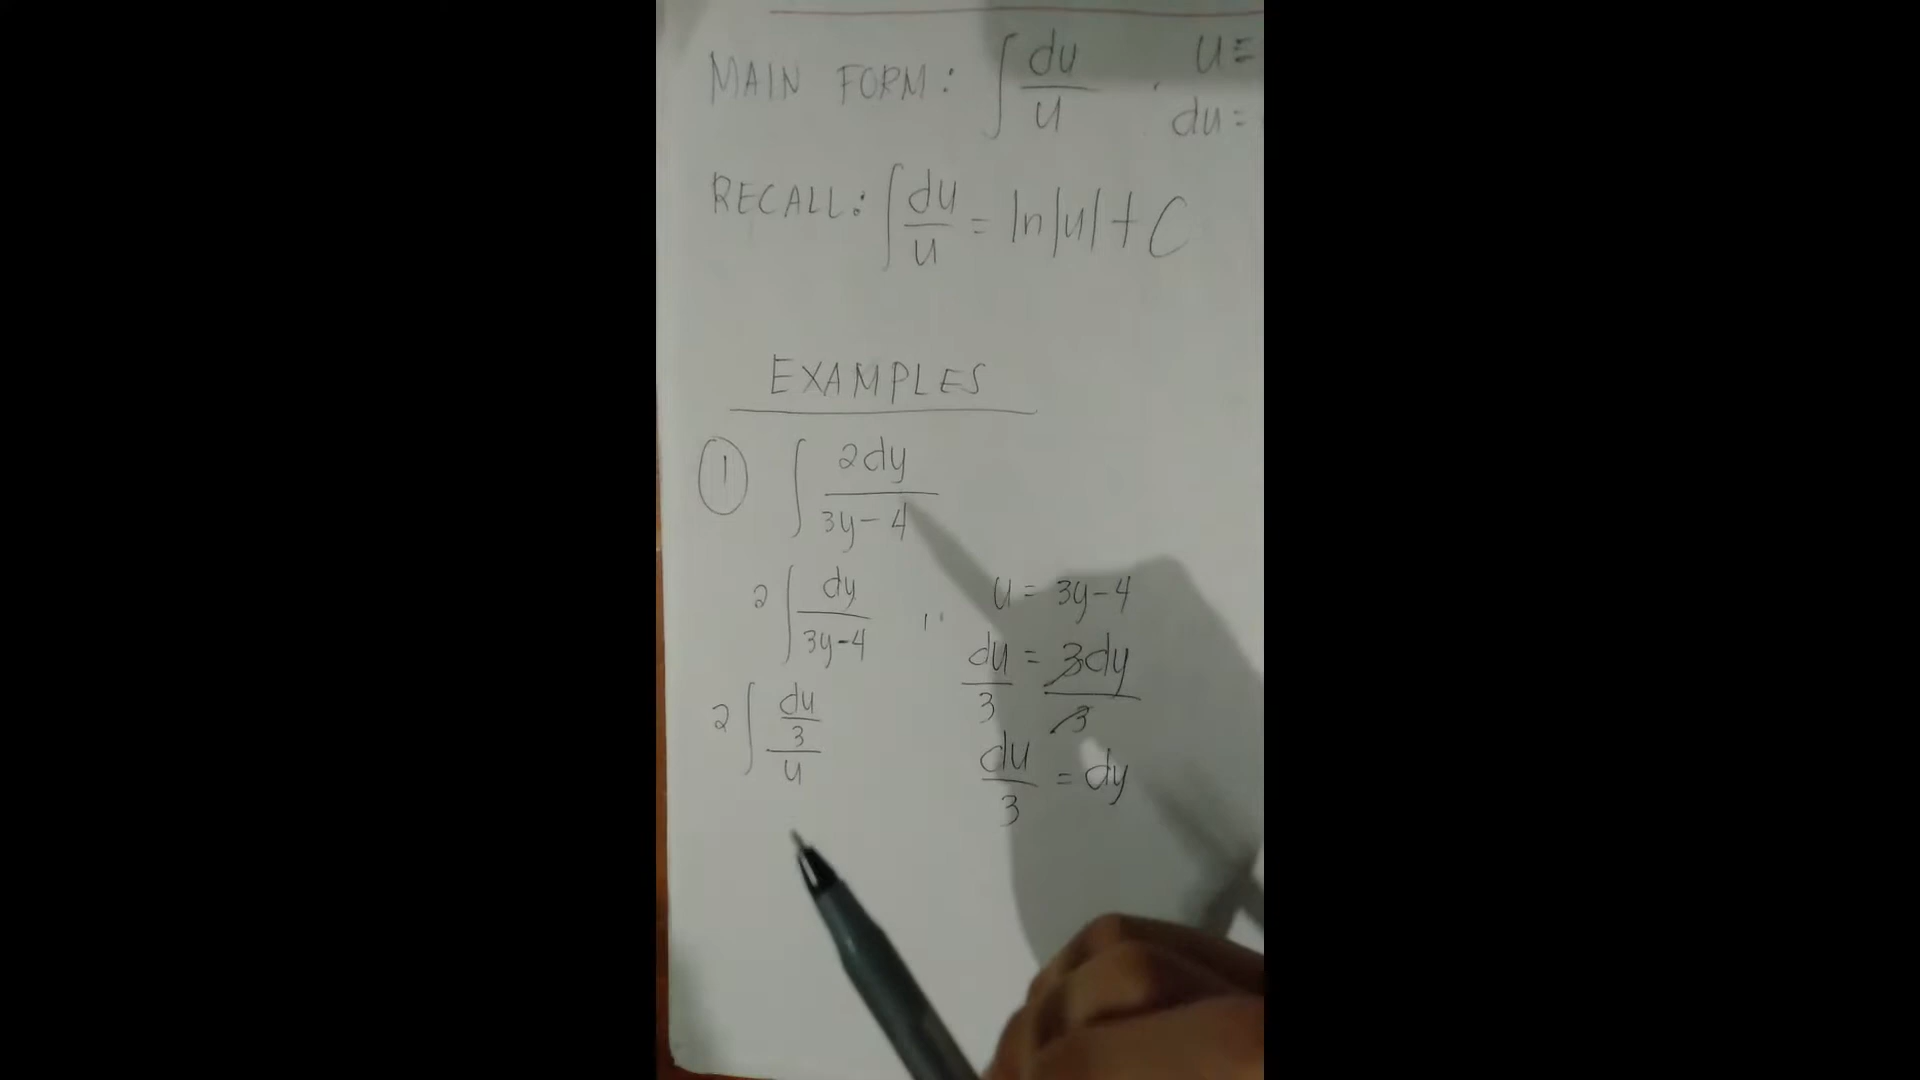 MAIN FORM: ∫ du/u . u =
du =
RECALL: ∫ du/u = ln|u| + C
EXAMPLES
① ∫ 2dy/(3y-4)
2 ∫ dy/(3y-4) u = 3y-4
du/3 = 3dy/3
2 ∫ (du/3)/u
du/3 = dy